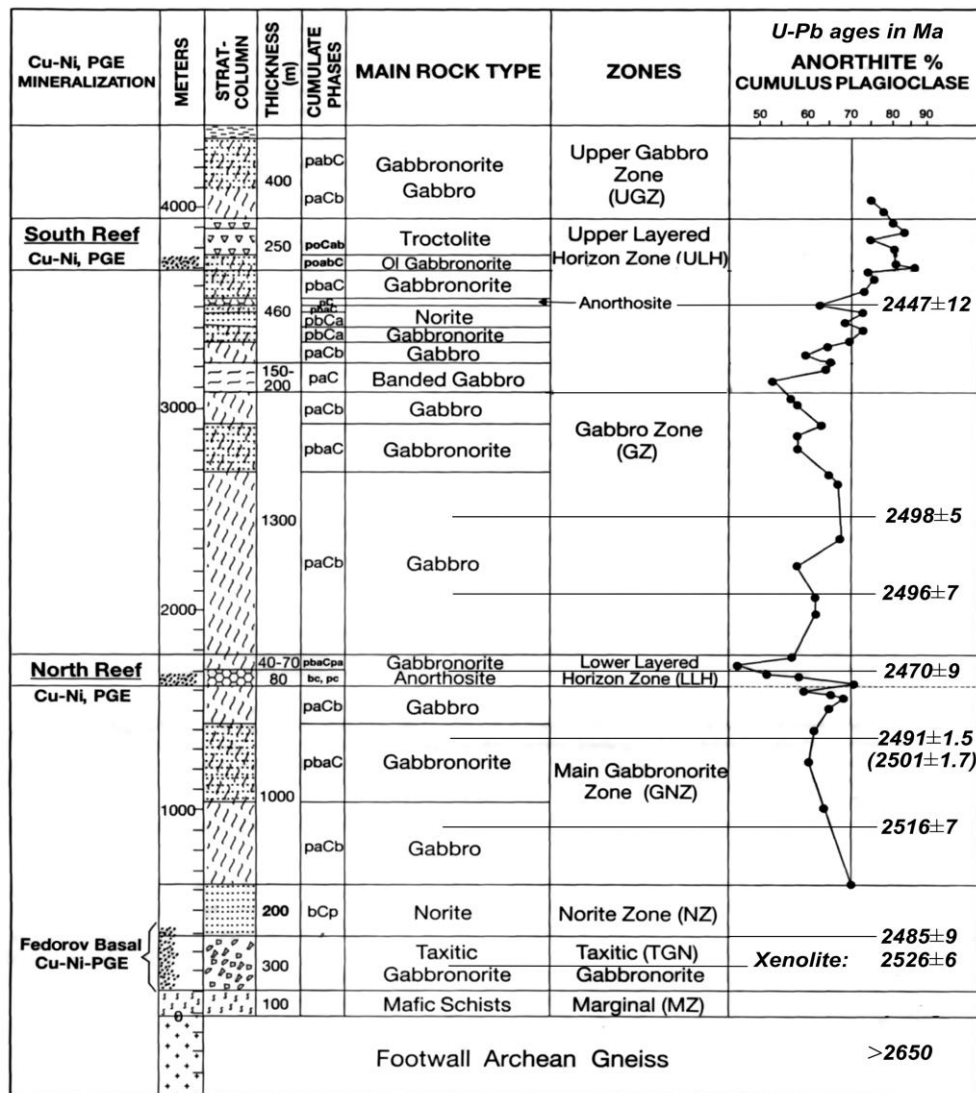 U-Pb ages in Ma
Cu-Ni, PGE
MINERALIZATION
METERS
STRAT-
COLUMN
THICKNESS
(m)
CUMULATE
PHASES
MAIN ROCK TYPE
ZONES
ANORTHITE %
CUMULUS PLAGIOCLASE
50 60 70 80 90
4000
400
pabC
paCb
Gabbronorite
Gabbro
Upper Gabbro
Zone
(UGZ)
South Reef
Cu-Ni, PGE
250
poCab
Troctolite
poabC
Ol Gabbronorite
Upper Layered
Horizon Zone (ULH)
pbaC
Gabbronorite
pC
Anorthosite
2447±12
pbaC
460
pbCa
Norite
pbCa
Gabbronorite
paCb
Gabbro
150-
200
paC
Banded Gabbro
3000
paCb
Gabbro
pbaC
Gabbronorite
Gabbro Zone
(GZ)
1300
2498±5
paCb
Gabbro
2496±7
2000
North Reef
Cu-Ni, PGE
40-70
pbaCpa
Gabbronorite
80
bc, pc
Anorthosite
Lower Layered
Horizon Zone (LLH)
2470±9
paCb
Gabbro
2491±1.5
(2501±1.7)
pbaC
Gabbronorite
Main Gabbronorite
Zone (GNZ)
1000
1000
2516±7
paCb
Gabbro
200
bCp
Norite
Norite Zone (NZ)
2485±9
Fedorov Basal
Cu-Ni-PGE
300
Taxitic
Gabbronorite
Taxitic (TGN)
Gabbronorite
Xenolite: 2526±6
100
Mafic Schists
Marginal (MZ)
0
Footwall Archean Gneiss
>2650